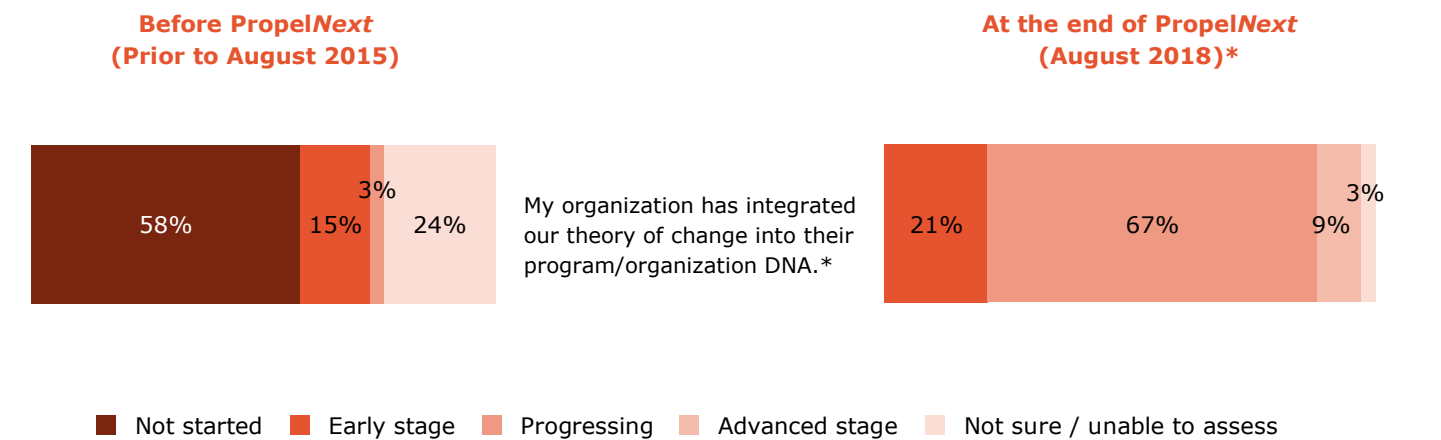 Before PropelNext
(Prior to August 2015)
At the end of PropelNext
(August 2018)*
58%
15%
3%
24%
My organization has integrated
our theory of change into their
program/organization DNA.*
21%
67%
9%
3%
Not started
Early stage
Progressing
Advanced stage
Not sure / unable to assess